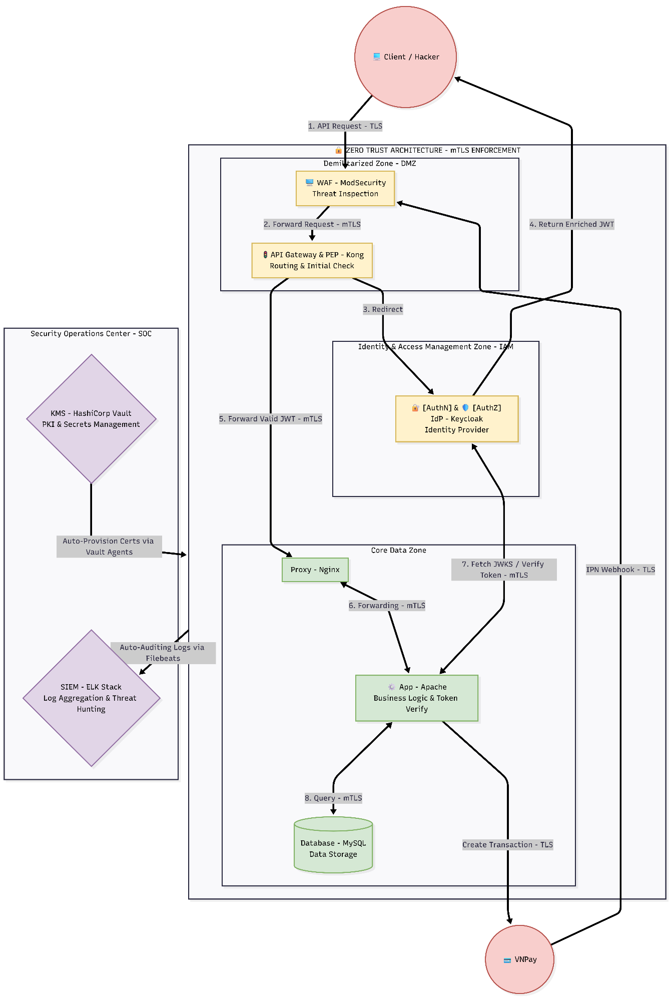 Client / Hacker
1. API Request - TLS
ZERO TRUST ARCHITECTURE - mTLS ENFORCEMENT
Demilitarized Zone - DMZ
WAF - ModSecurity
Threat Inspection
2. Forward Request - mTLS
4. Return Enriched JWT
API Gateway & PEP - Kong
Routing & Initial Check
3. Redirect
Security Operations Center - SOC
Identity & Access Management Zone - IAM
KMS - HashiCorp Vault
PKI & Secrets Management
5. Forward Valid JWT - mTLS
[AuthN] & [AuthZ]
IdP - Keycloak
Identity Provider
Auto-Provision Certs via
Vault Agents
Core Data Zone
Proxy - Nginx
7. Fetch JWKS / Verify
Token - mTLS
IPN Webhook - TLS
6. Forwarding - mTLS
Auto-Auditing Logs via
Filebeats
SIEM - ELK Stack
Log Aggregation & Threat
Hunting
App - Apache
Business Logic & Token
Verify
8. Query - mTLS
Database - MySQL
Data Storage
Create Transaction - TLS
VNPay